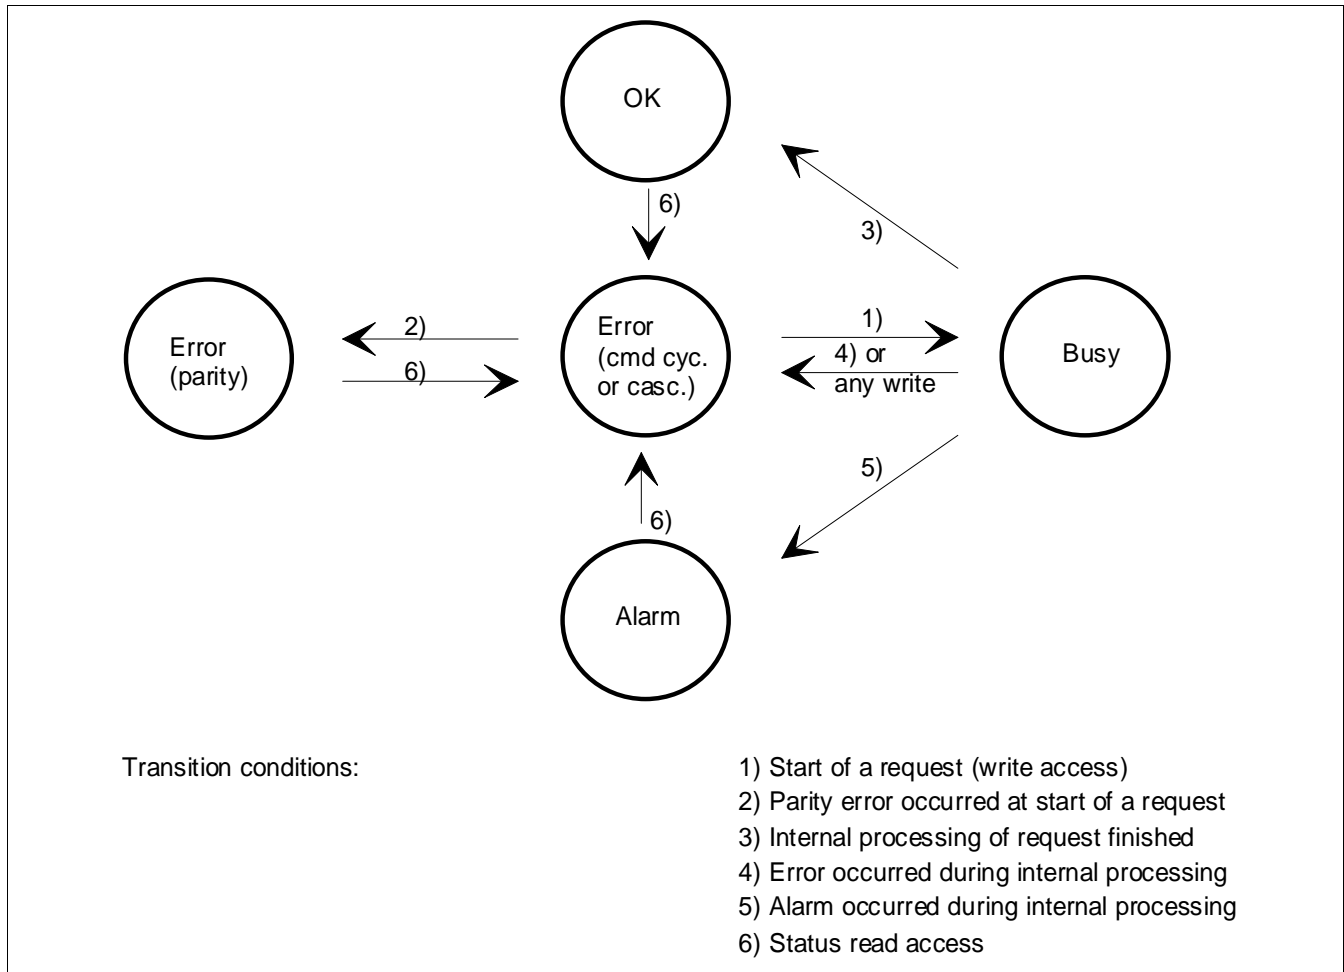 OK
6)
3)
Error
(parity)
2)
6)
Error
(cmd cyc.
or casc.)
1)
4) or
any write
Busy
5)
6)
Alarm
Transition conditions:
1) Start of a request (write access)
2) Parity error occurred at start of a request
3) Internal processing of request finished
4) Error occurred during internal processing
5) Alarm occurred during internal processing
6) Status read access